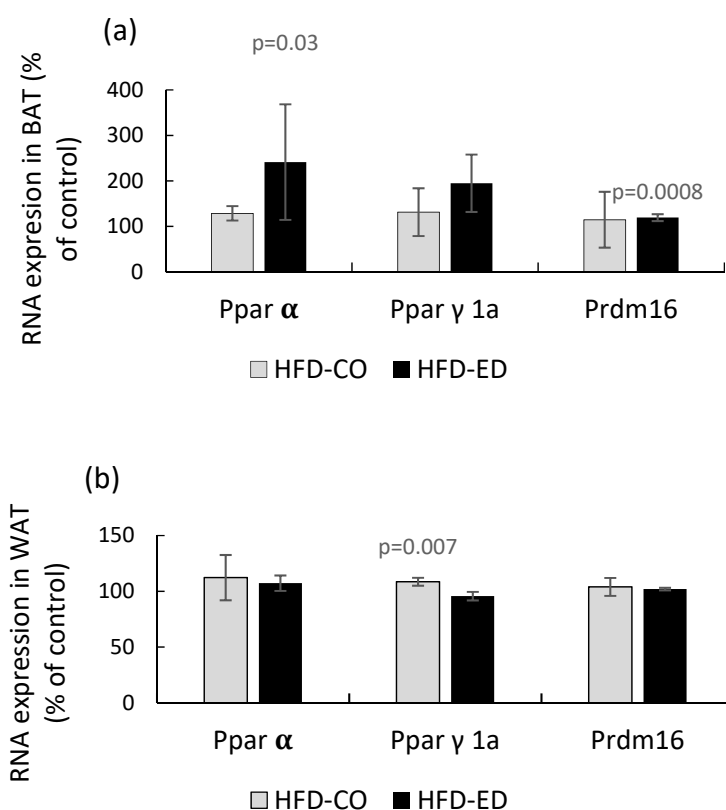 (a)
p=0.03
RNA expresion in BAT (%
of control)
400
300
200
p=0.0008
100
0
Ppar α
Ppar γ 1a
Prdm16
HFD-CO HFD-ED
(b)
RNA expression in WAT
(% of control)
150
p=0.007
100
50
0
Ppar α
Ppar γ 1a
Prdm16
HFD-CO HFD-ED